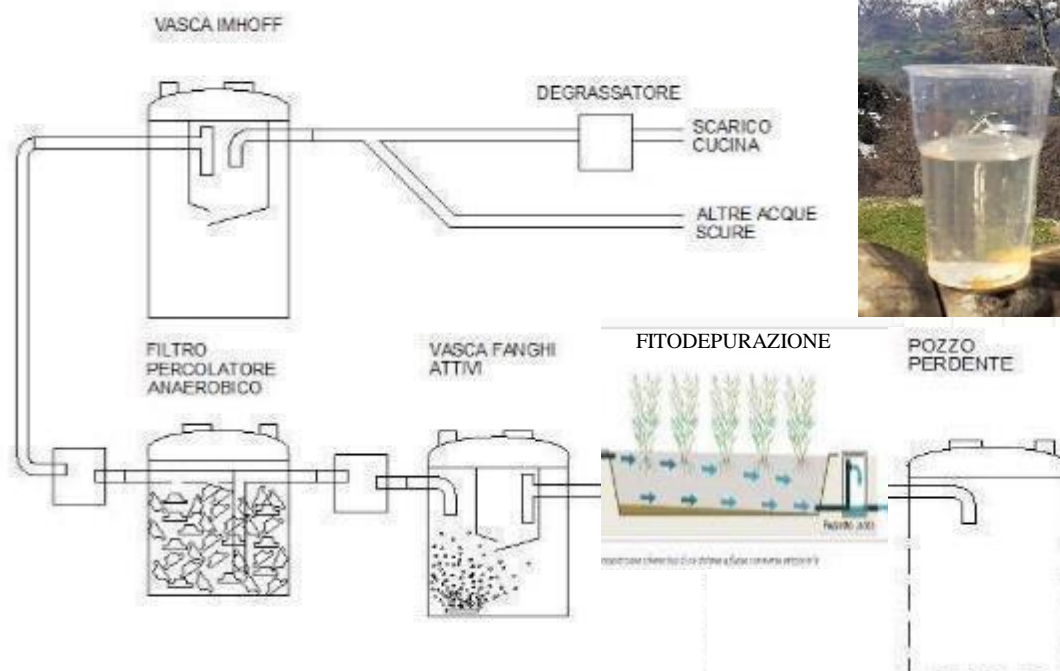 VASCA IMHOFF
DEGRASSATORE
SCARICO
CUCINA
ALTRE ACQUE
SCURE
FILTRO
PERCOLATORE
ANAEROBICO
VASCA FANGHI
ATTIVI
FITODEPURAZIONE
POZZO
PERDENTE